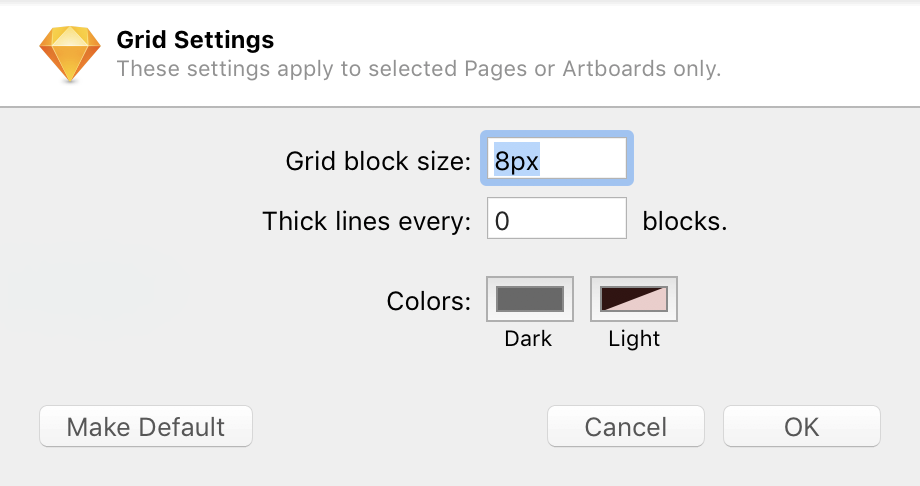 Grid Settings
These settings apply to selected Pages or Artboards only.
Grid block size: 8px
Thick lines every: 0 blocks.
Colors:
Dark Light
Make Default Cancel OK